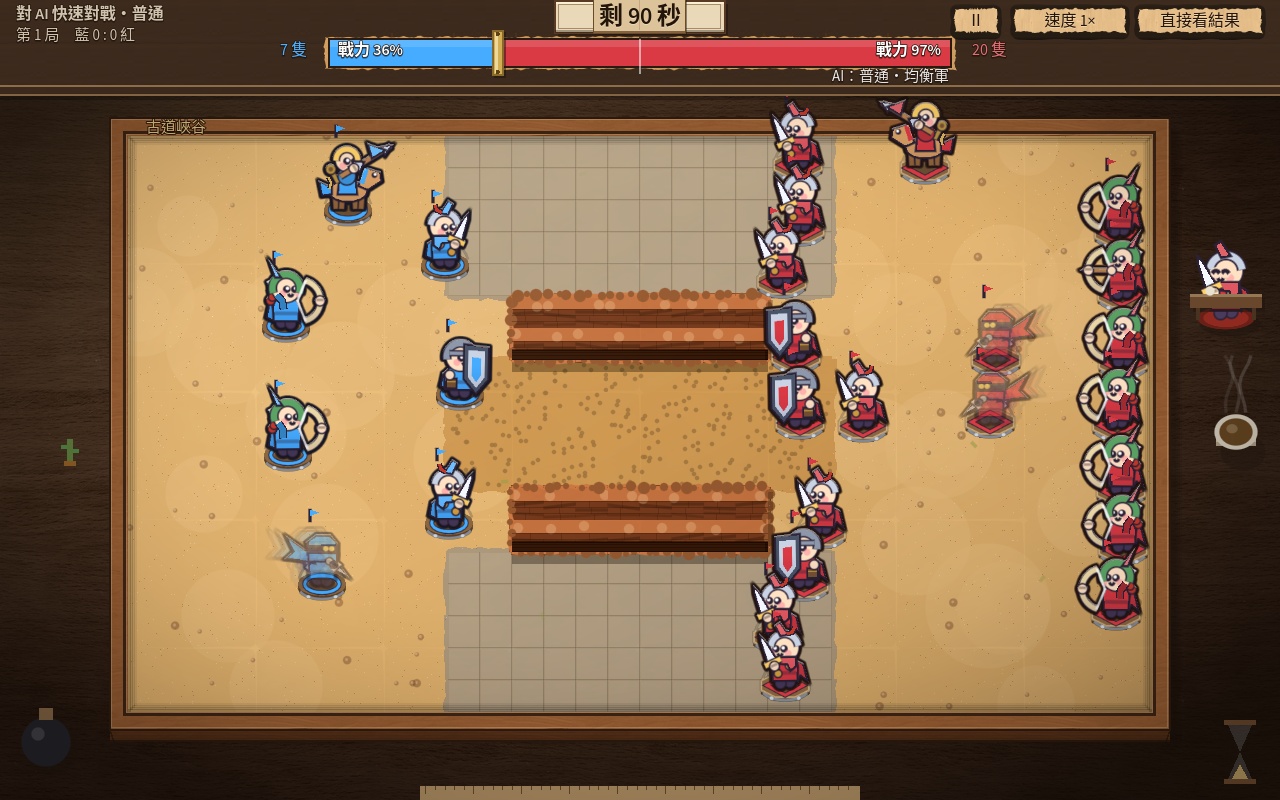 對 AI 快速對戰・普通
第 1 局 藍 0 : 0 紅
剩 90 秒
II
速度 1×
直接看結果
7 隻
戰力 36%
戰力 97%
20 隻
AI：普通・均衡軍
古道峽谷